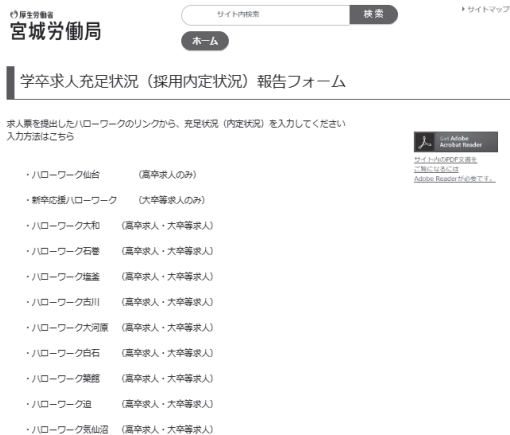 厚生労働省
宮城労働局
サイト内検索
検索
サイトマップ
ホーム
学卒求人充足状況（採用内定状況）報告フォーム
求人票を提出したハローワークのリンクから、充足状況（内定状況）を入力してください
入力方法はこちら
Get Adobe
Acrobat Reader
サイト内のPDF文書を
ご覧になるには
Adobe Readerが必要です。
・ハローワーク仙台　（高卒求人のみ）
・新卒応援ハローワーク　（大卒等求人のみ）
・ハローワーク大和　（高卒求人・大卒等求人）
・ハローワーク石巻　（高卒求人・大卒等求人）
・ハローワーク塩釜　（高卒求人・大卒等求人）
・ハローワーク古川　（高卒求人・大卒等求人）
・ハローワーク大河原　（高卒求人・大卒等求人）
・ハローワーク白石　（高卒求人・大卒等求人）
・ハローワーク築館　（高卒求人・大卒等求人）
・ハローワーク迫　（高卒求人・大卒等求人）
・ハローワーク気仙沼　（高卒求人・大卒等求人）